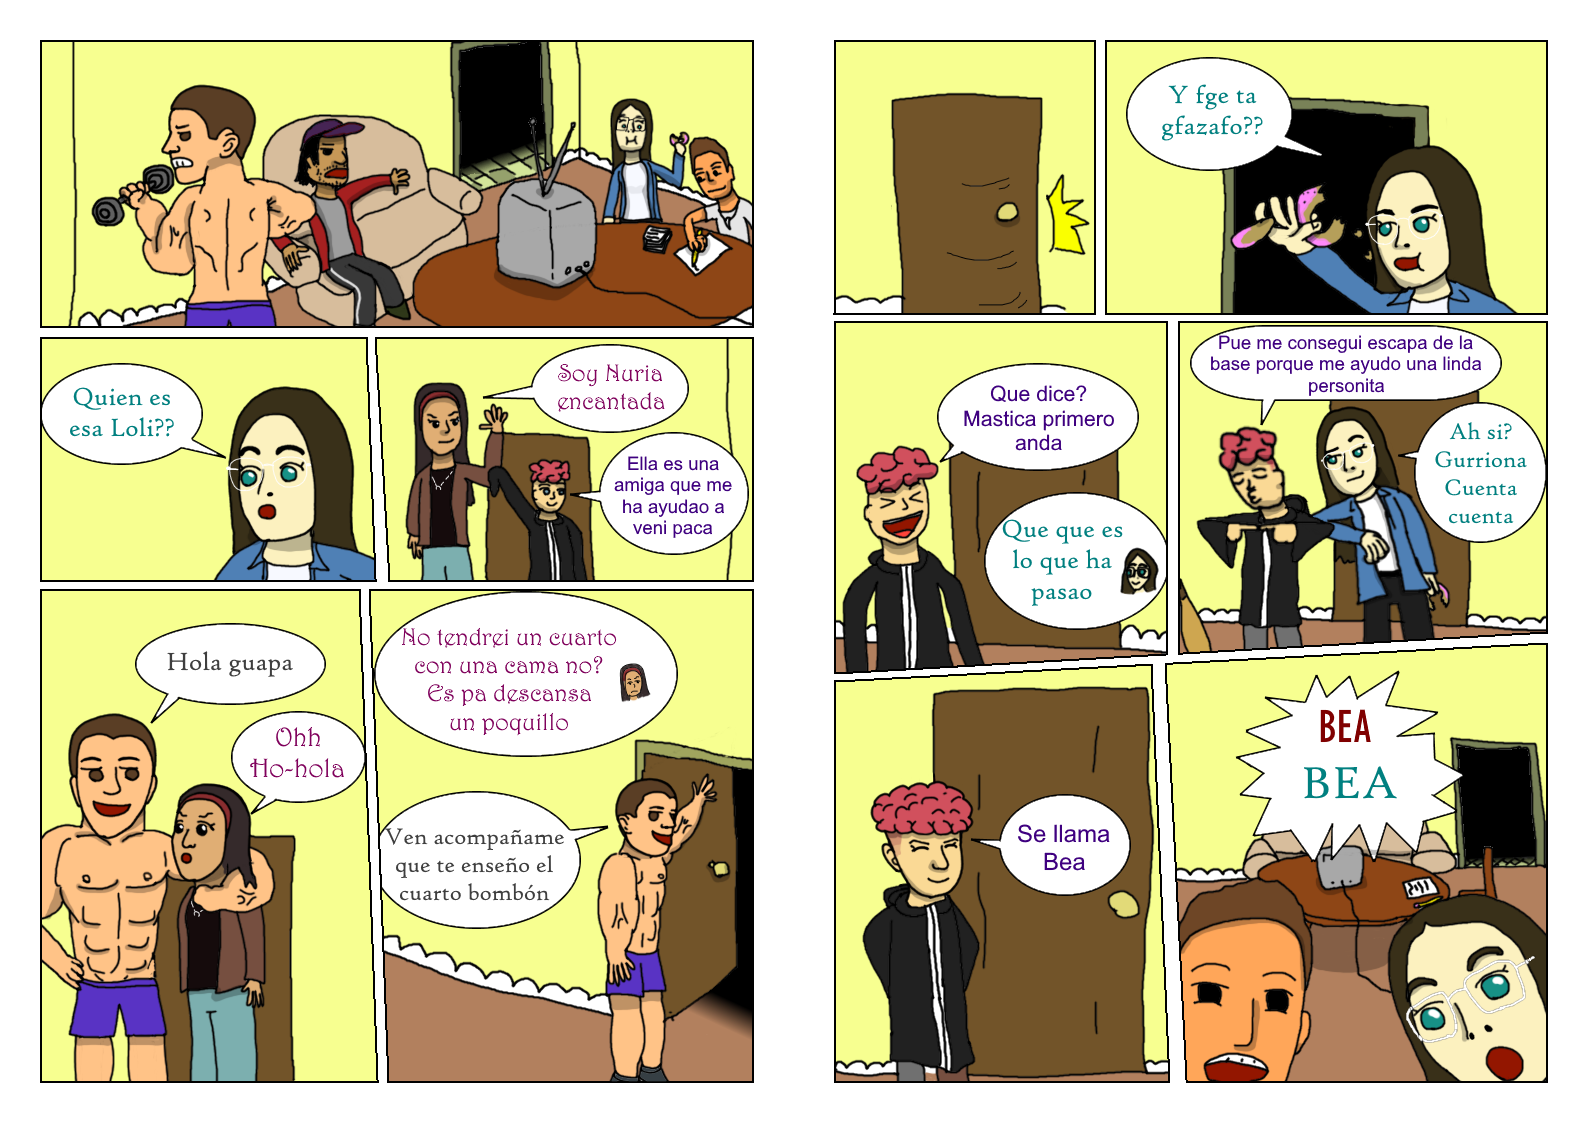 Quien es
esa Loli??
Soy Nuria
encantada
Ella es una
amiga que me
ha ayudao a
veni paca
Hola guapa
Ohh
Ho-hola
No tendrei un cuarto
con una cama no?
Es pa descansa
un poquillo
Ven acompañame
que te enseño el
cuarto bombón
Y fge ta
gfazafo??
Que dice?
Mastica primero
anda
Que que es
lo que ha
pasao
Pue me consegui escapa de la
base porque me ayudo una linda
personita
Ah si?
Gurriona
Cuenta
cuenta
Se llama
Bea
BEA
BEA